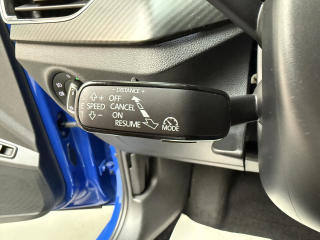 - DISTANCE +
+ OFF
SPEED CANCEL
- ON
RESUME MODE